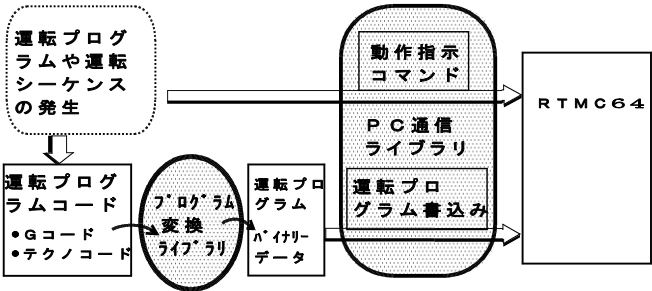 運転プログ
ラムや運転
シーケンス
の発生
動作指示
コマンド
ＲＴＭＣ64
ＰＣ通信
ライブラリ
運転プログ
ラムコード
●Ｇコード
●テクノコード
ﾌﾟﾛｸﾞﾗﾑ
変換
ﾗｲﾌﾞﾗﾘ
運転プロ
グラム
ﾊﾞｲﾅﾘｰ
データ
運転プロ
グラム書込み